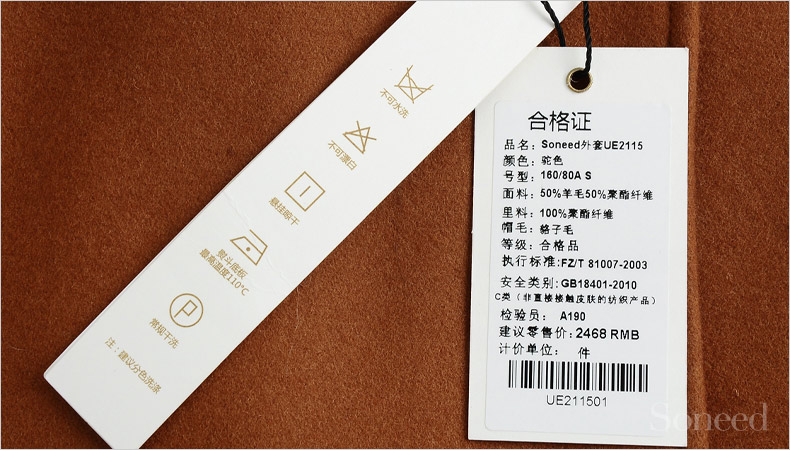 不可水洗
不可漂白
悬挂晾干
熨斗底板
最高温度110℃
P
常规干洗
注：建议分色洗涤
合格证
品名：Soneed外套UE2115
颜色：驼色
号型：160/80A S
面料：50%羊毛50%聚酯纤维
里料：100%聚酯纤维
帽毛：貉子毛
等级：合格品
执行标准:FZ/T 81007-2003
安全类别:GB18401-2010
C类（非直接接触皮肤的纺织产品）
检验员： A190
建议零售价: 2468 RMB
计价单位： 件
UE211501
Soneed